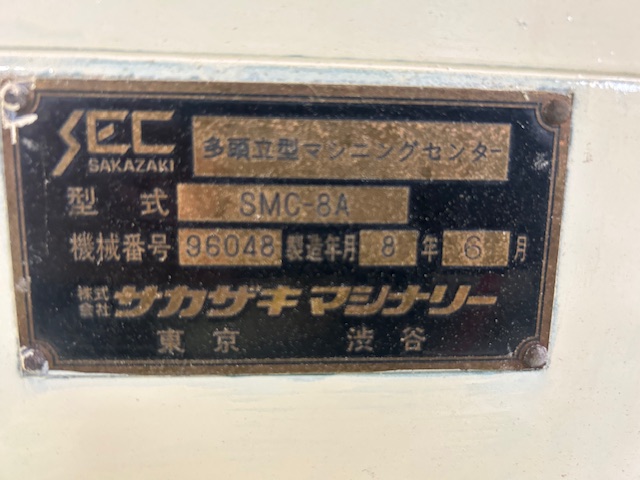 SEC
SAKAZAKI
多頭立型マシニングセンター
型式 SMC-8A
機械番号 96048 製造年月 8 年 6 月
株式会社 サカザキマシナリー
東京 渋谷